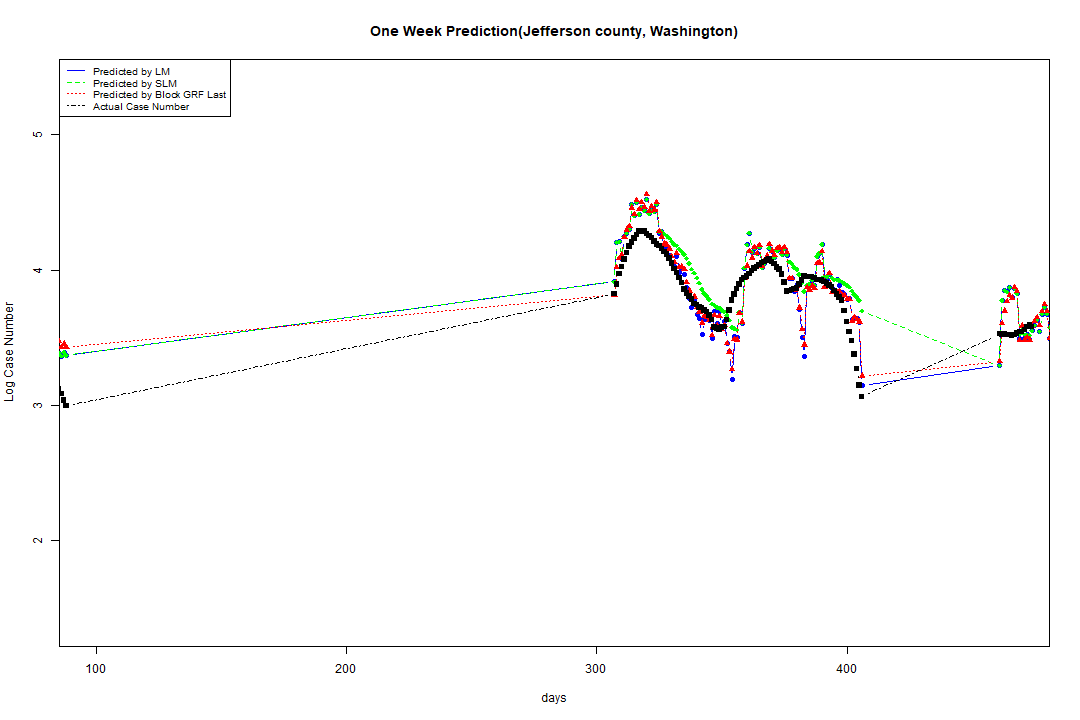 One Week Prediction(Jefferson county, Washington)
Predicted by LM
Predicted by SLM
Predicted by Block GRF Last
Actual Case Number
5
4
3
2
Log Case Number
100 200 300 400
days